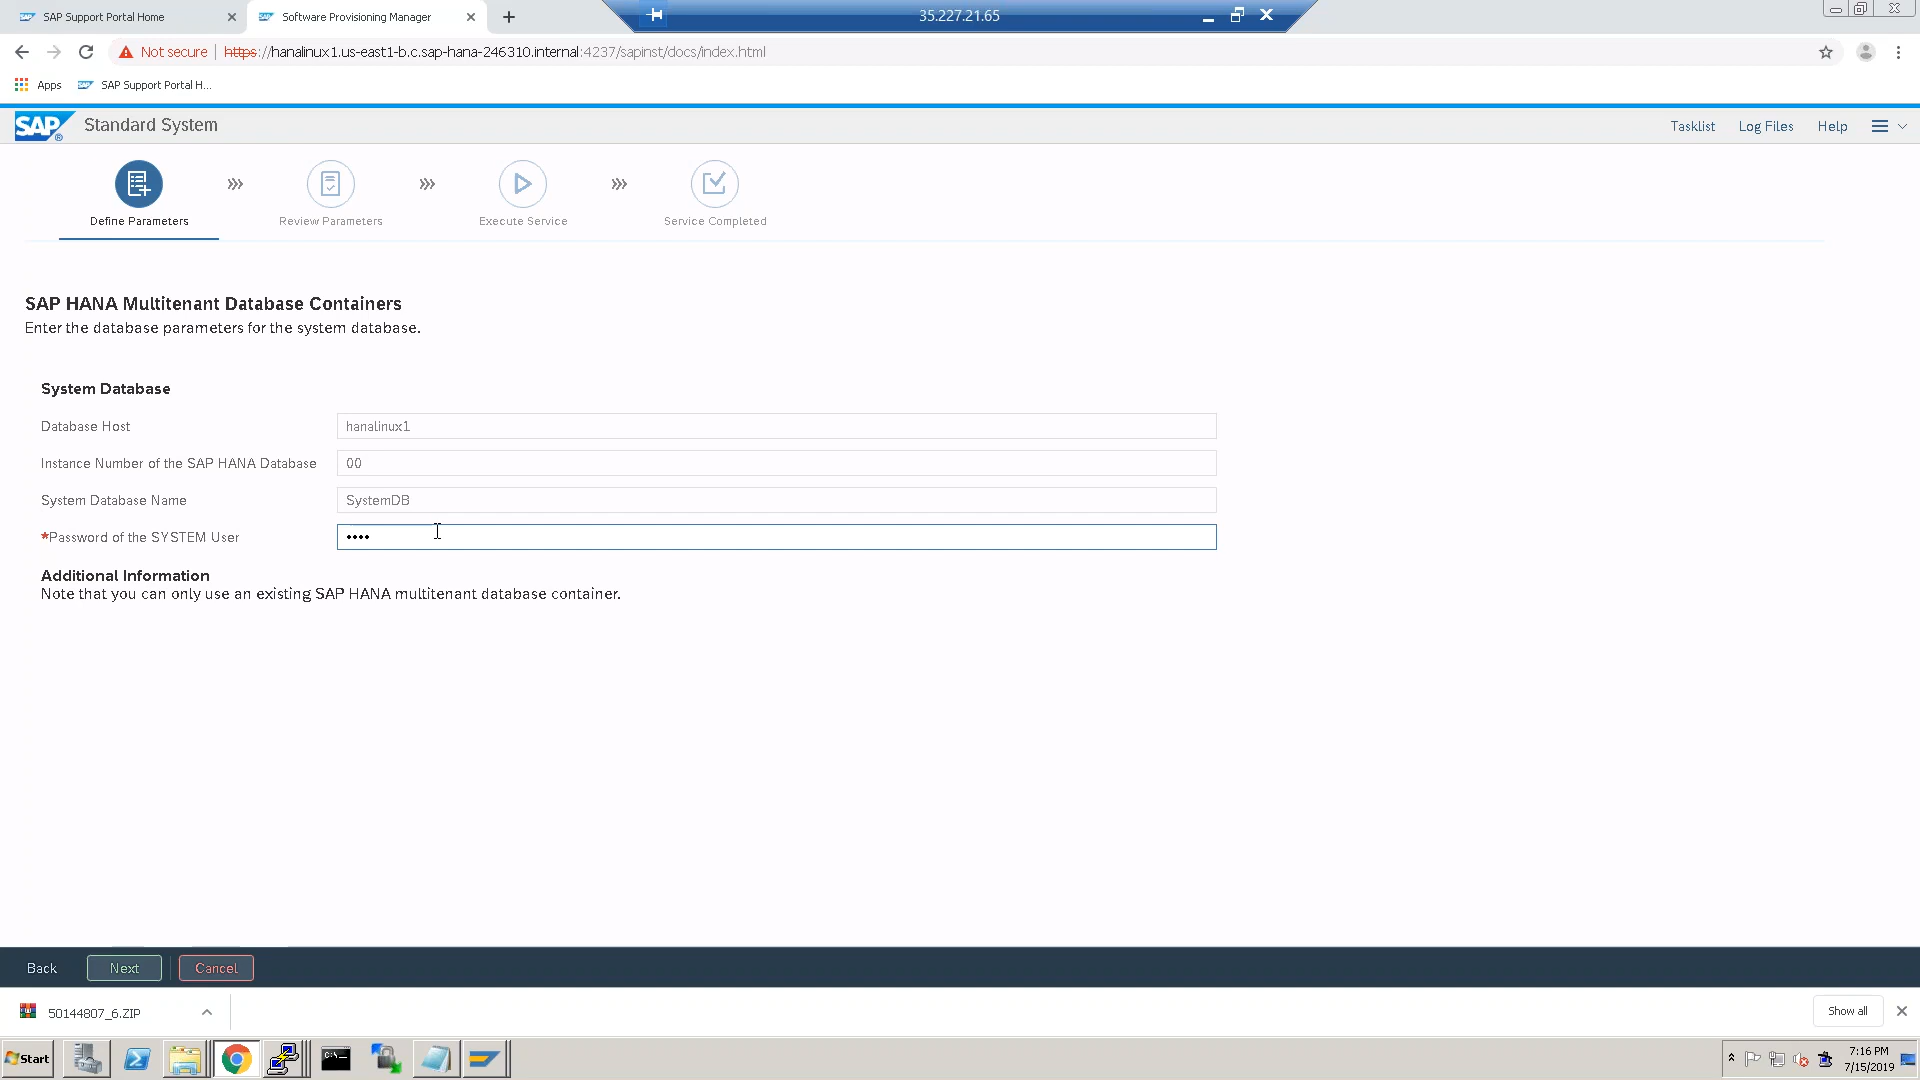 SAP Support Portal Home
Software Provisioning Manager
35.227.21.65
Not secure
https://hanalinux1.us-east1-b.c.sap-hana-246310.internal:4237/sapinst/docs/index.html
Apps
SAP Support Portal H...
SAP Standard System
Tasklist
Log Files
Help
Define Parameters
Review Parameters
Execute Service
Service Completed
SAP HANA Multitenant Database Containers
Enter the database parameters for the system database.
System Database
Database Host
hanalinux1
Instance Number of the SAP HANA Database
00
System Database Name
SystemDB
*Password of the SYSTEM User
••••
Additional Information
Note that you can only use an existing SAP HANA multitenant database container.
Back
Next
Cancel
50144807_6.ZIP
Show all
Start
7:16 PM
7/15/2019